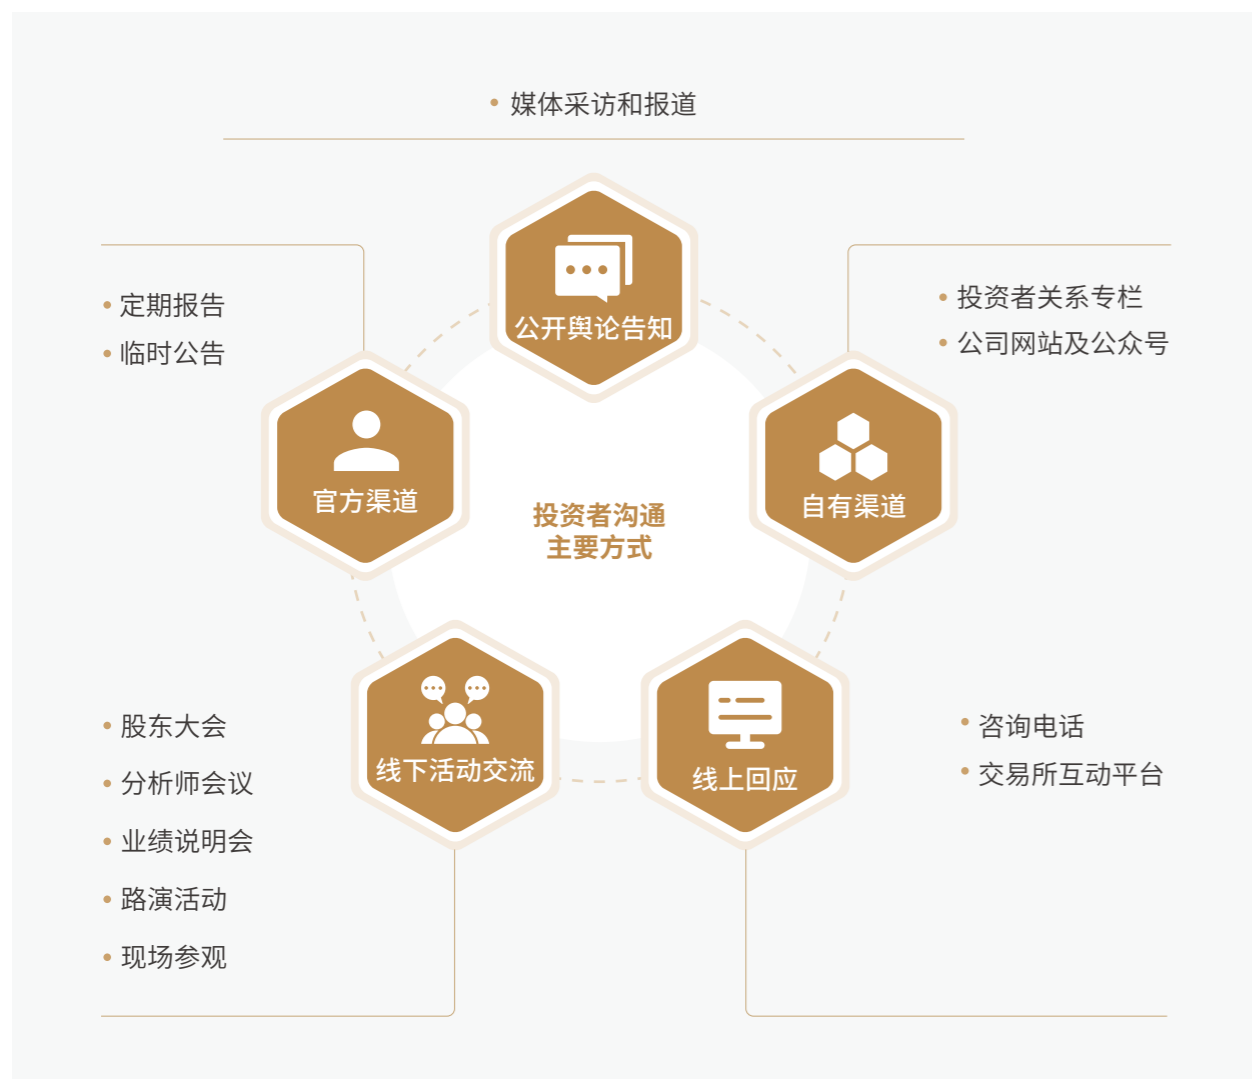 媒体采访和报道
公开舆论告知
定期报告
临时公告
官方渠道
投资者关系专栏
公司网站及公众号
自有渠道
投资者沟通
主要方式
股东大会
分析师会议
业绩说明会
路演活动
现场参观
线下活动交流
线上回应
咨询电话
交易所互动平台